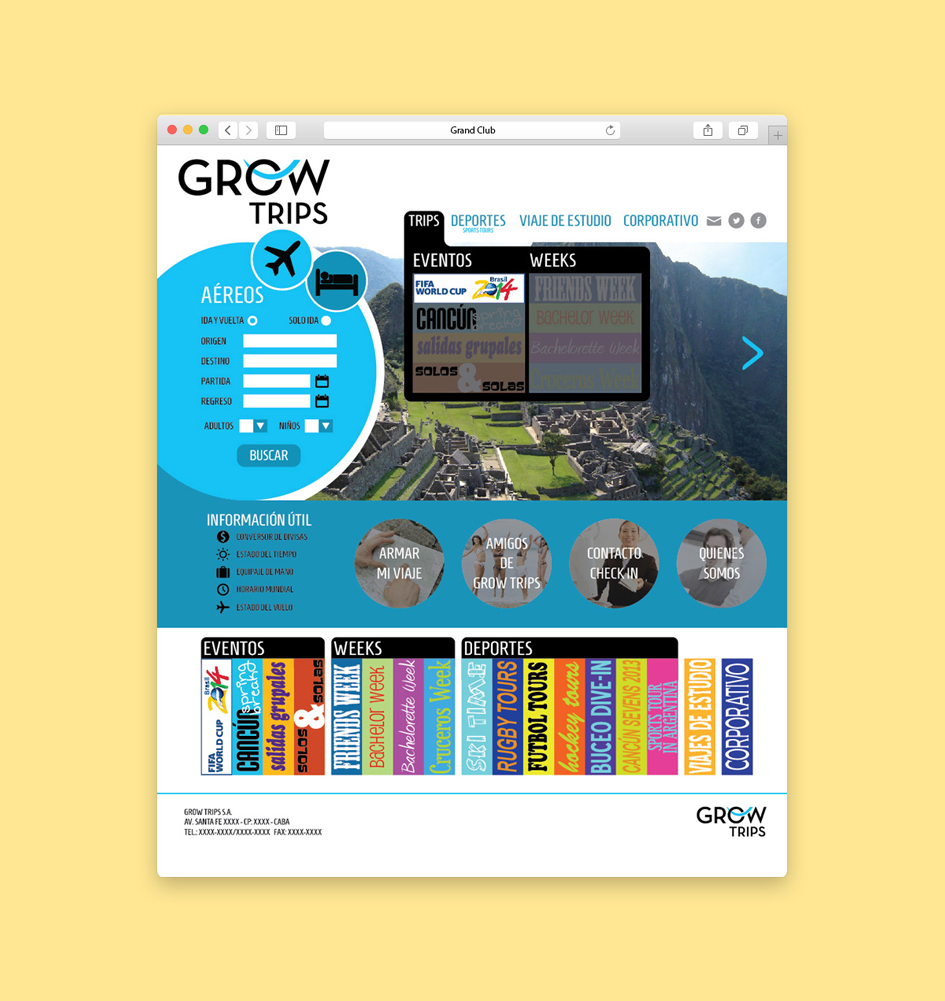 Grand Club
GROW
TRIPS
TRIPS
DEPORTES
SPORTS TOURS
VIAJE DE ESTUDIO
CORPORATIVO
EVENTOS
WEEKS
FIFA
WORLD CUP
Brasil
2014
CANCÚN
spring
breaks
salidas grupales
SOLOS
&
SOLAS
FRIENDS WEEK
Bachelor Week
Bachelorette Week
Cruceros Week
AÉREOS
IDA Y VUELTA
SOLO IDA
ORIGEN
DESTINO
PARTIDA
REGRESO
ADULTOS
NIÑOS
BUSCAR
INFORMACIÓN ÚTIL
CONVERSOR DE DIVISAS
ESTADO DEL TIEMPO
EQUIPAJE DE MANO
HORARIO MUNDIAL
ESTADO DEL VUELO
ARMAR
MI VIAJE
AMIGOS
DE
GROW TRIPS
CONTACTO
CHECK IN
QUIENES
SOMOS
EVENTOS
FIFA
WORLD CUP
Brasil
2014
CANCÚN
spring
breaks
salidas grupales
SOLOS
&
SOLAS
WEEKS
FRIENDS WEEK
Bachelor Week
Bachelorette Week
Cruceros Week
DEPORTES
SKI TIME
RUGBY TOURS
FUTBOL TOURS
hockey tours
BUCEO DIVE-IN
CANCÚN SEVENS 2013
SPORTS TOUR
IN ARGENTINA
VIAJES DE ESTUDIO
CORPORATIVO
GROW TRIPS S.A.
AV. SANTA FE XXXX - CP: XXXX - CABA
TEL.: XXXX-XXXX/XXXX-XXXX FAX: XXXX-XXXX
GROW
TRIPS